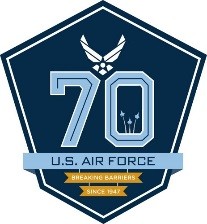 70
U.S. AIR FORCE
BREAKING BARRIERS
SINCE 1947